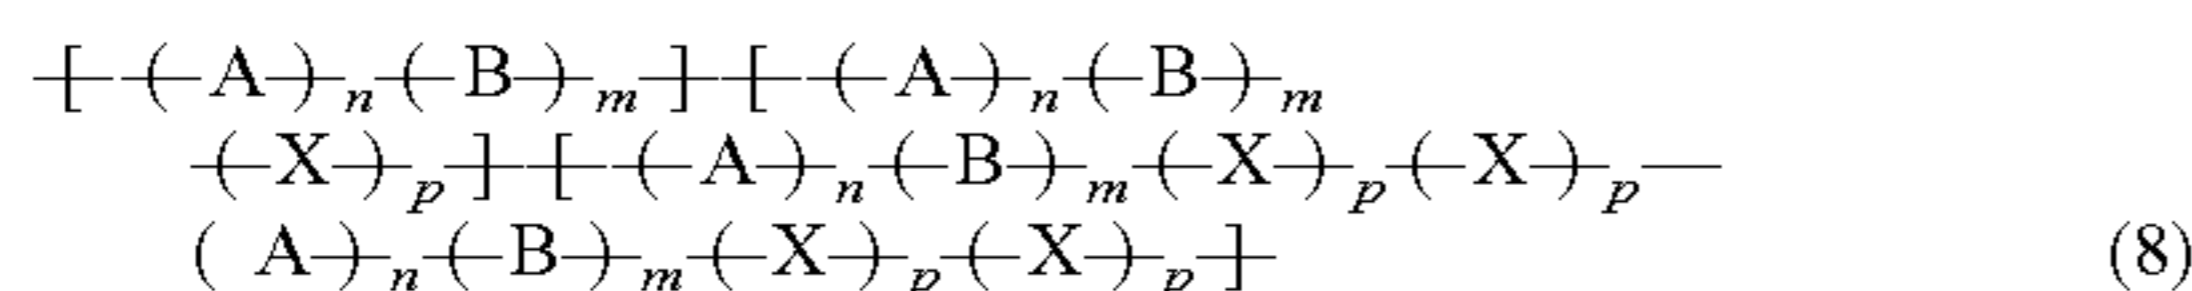 —[—(—A—)—n—(—B—)—m—]—[—(—A—)—n—(—B—)—m
—(—X—)—p—]—[—(—A—)—n—(—B—)—m—(—X—)—p—(—X—)—p—
( A—)—n—(—B—)—m—(—X—)—p—(—X—)—p—]— (8)